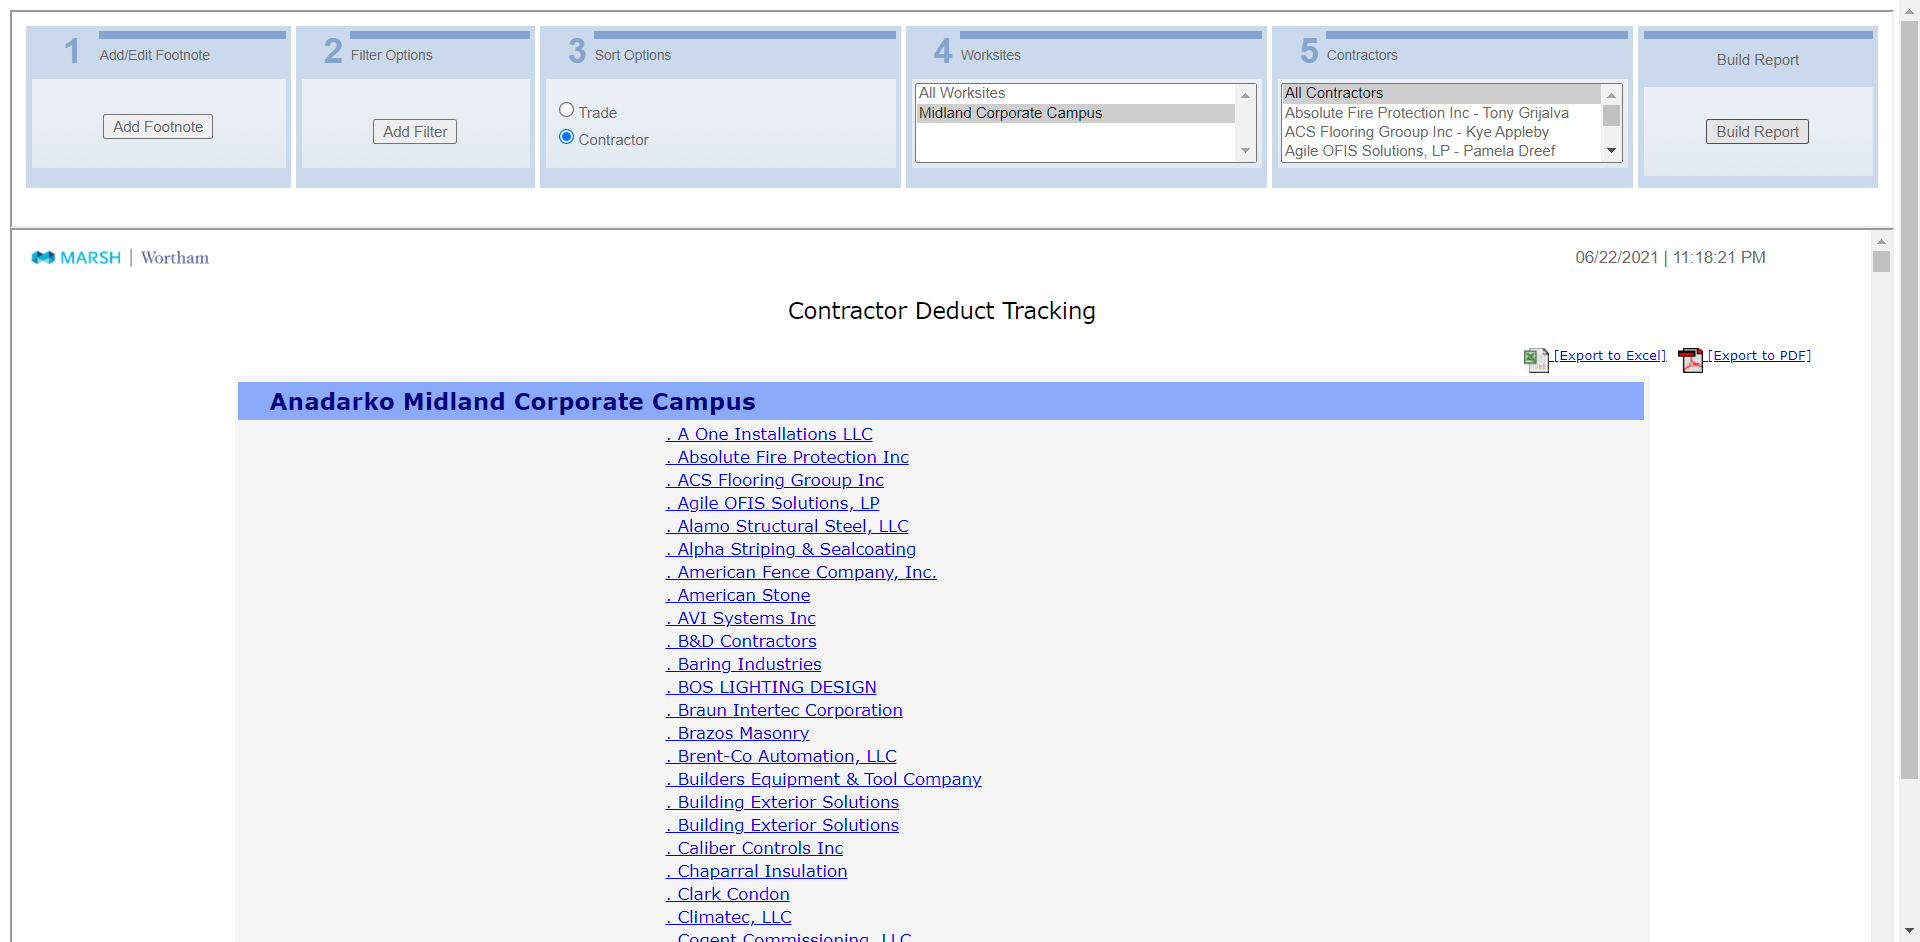 1 Add/Edit Footnote
Add Footnote
2 Filter Options
Add Filter
3 Sort Options
Trade
Contractor
4 Worksites
All Worksites
Midland Corporate Campus
5 Contractors
All Contractors
Absolute Fire Protection Inc - Tony Grijalva
ACS Flooring Grooup Inc - Kye Appleby
Agile OFIS Solutions, LP - Pamela Dreef
Build Report
Build Report
MARSH | Wortham
06/22/2021 | 11:18:21 PM
Contractor Deduct Tracking
[Export to Excel] [Export to PDF]
Anadarko Midland Corporate Campus
. A One Installations LLC
. Absolute Fire Protection Inc
. ACS Flooring Grooup Inc
. Agile OFIS Solutions, LP
. Alamo Structural Steel, LLC
. Alpha Striping & Sealcoating
. American Fence Company, Inc.
. American Stone
. AVI Systems Inc
. B&D Contractors
. Baring Industries
. BOS LIGHTING DESIGN
. Braun Intertec Corporation
. Brazos Masonry
. Brent-Co Automation, LLC
. Builders Equipment & Tool Company
. Building Exterior Solutions
. Building Exterior Solutions
. Caliber Controls Inc
. Chaparral Insulation
. Clark Condon
. Climatec, LLC
Cogent Commissioning, LLC